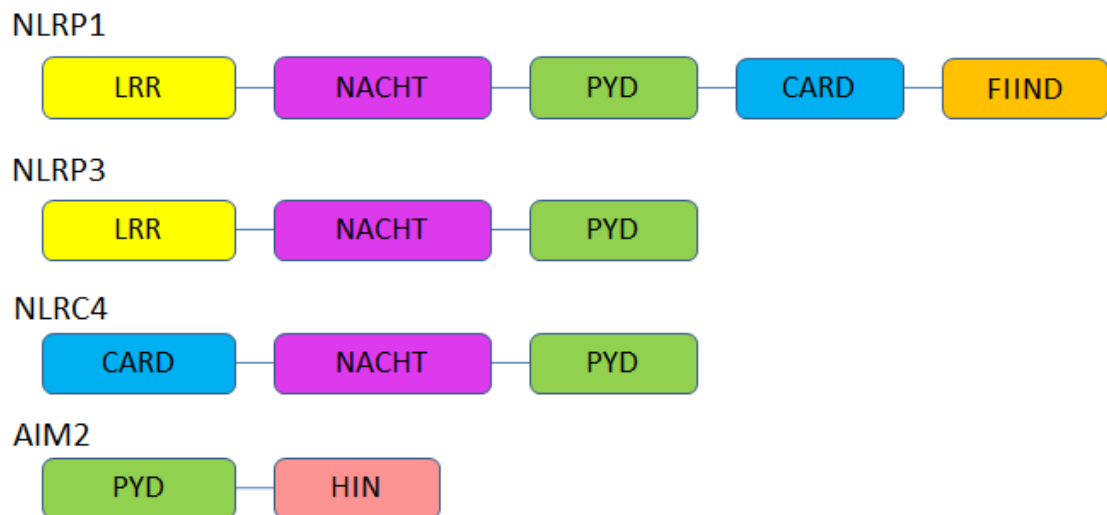 NLRP1
LRR NACHT PYD CARD FIIND
NLRP3
LRR NACHT PYD
NLRC4
CARD NACHT PYD
AIM2
PYD HIN